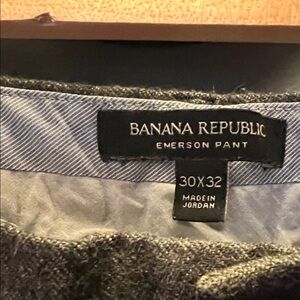 BANANA REPUBLIC
EMERSON PANT
30X32
MADE IN
JORDAN